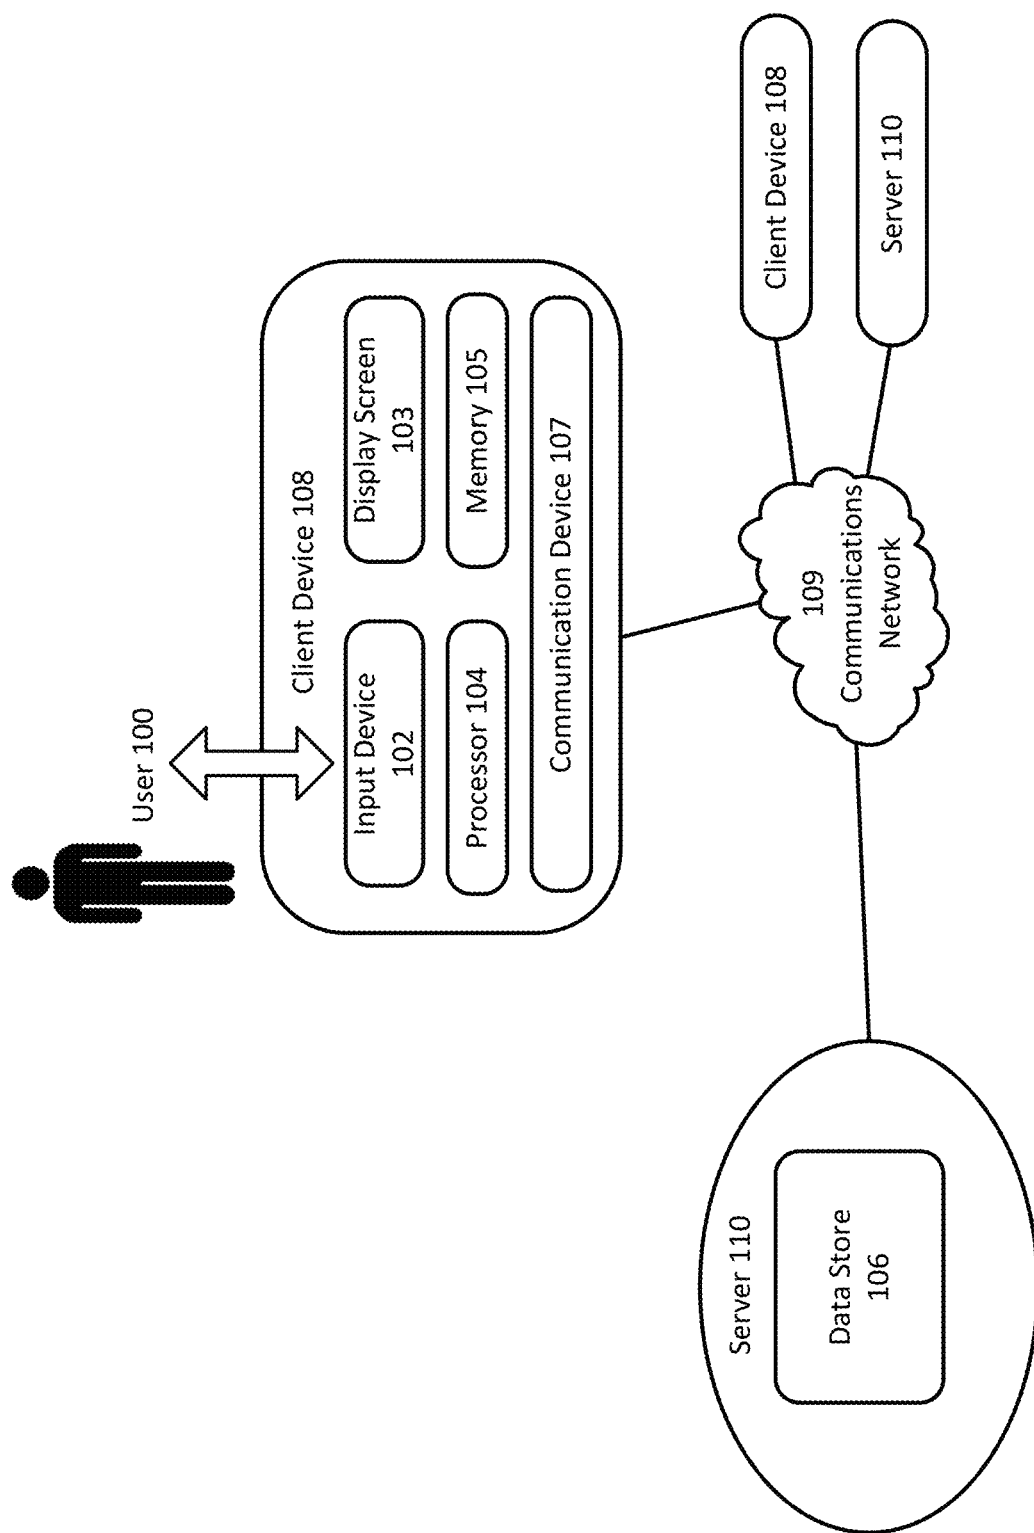 User 100
Client Device 108
Input Device
102
Display Screen
103
Processor 104
Memory 105
Communication Device 107
Server 110
Data Store
106
109
Communications
Network
Client Device 108
Server 110